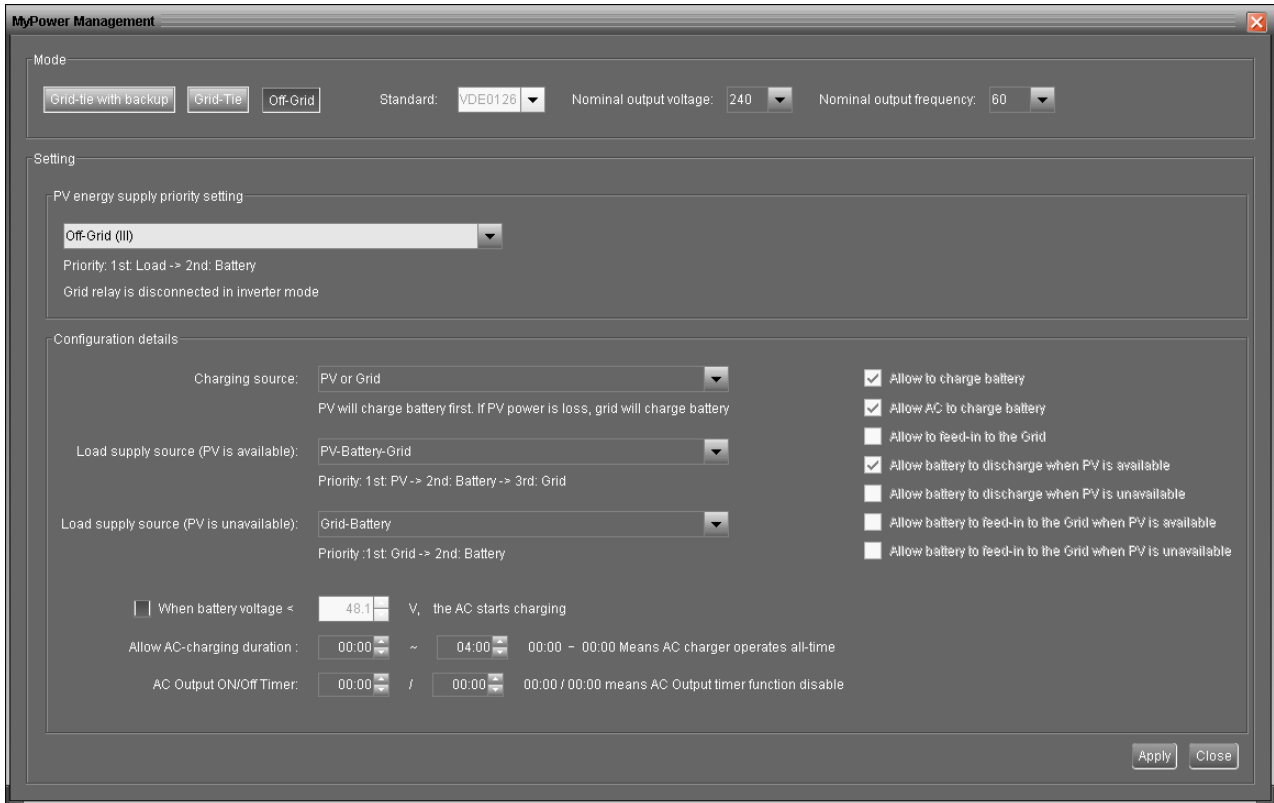 MyPower Management
Mode
Grid-tie with backup Grid-Tie Off-Grid Standard: VDE0126 Nominal output voltage: 240 Nominal output frequency: 60
Setting
PV energy supply priority setting
Off-Grid (III)
Priority: 1st: Load -> 2nd: Battery
Grid relay is disconnected in inverter mode
Configuration details
Charging source: PV or Grid
PV will charge battery first. If PV power is loss, grid will charge battery
Load supply source (PV is available): PV-Battery-Grid
Priority: 1st: PV -> 2nd: Battery -> 3rd: Grid
Load supply source (PV is unavailable): Grid-Battery
Priority :1st: Grid -> 2nd: Battery
Allow to charge battery
Allow AC to charge battery
Allow to feed-in to the Grid
Allow battery to discharge when PV is available
Allow battery to discharge when PV is unavailable
Allow battery to feed-in to the Grid when PV is available
Allow battery to feed-in to the Grid when PV is unavailable
When battery voltage < 48.1 V, the AC starts charging
Allow AC-charging duration : 00:00 ~ 04:00 00:00 - 00:00 Means AC charger operates all-time
AC Output ON/Off Timer: 00:00 / 00:00 00:00 / 00:00 means AC Output timer function disable
Apply Close